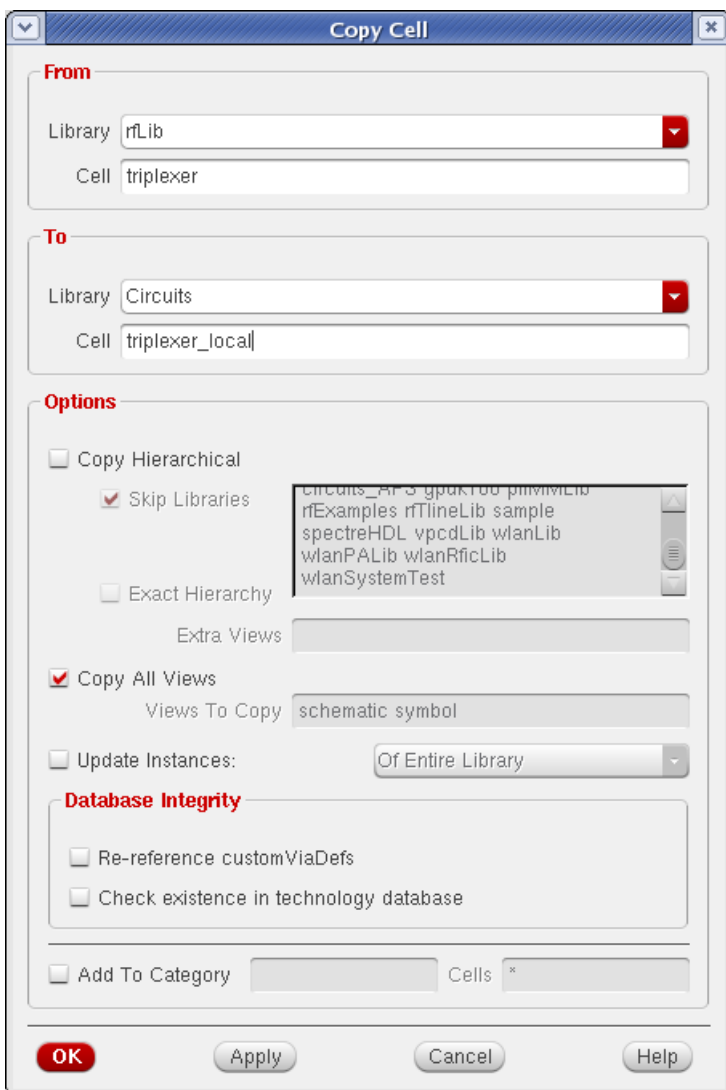 Copy Cell
From
Library rfLib
Cell triplexer
To
Library Circuits
Cell triplexer_local
Options
Copy Hierarchical
Skip Libraries
rfExamples rfTlineLib sample
spectreHDL vpcdLib wlanLib
wlanPALib wlanRficLib
wlanSystemTest
Exact Hierarchy
Extra Views
Copy All Views
Views To Copy schematic symbol
Update Instances: Of Entire Library
Database Integrity
Re-reference customViaDefs
Check existence in technology database
Add To Category Cells *
OK Apply Cancel Help